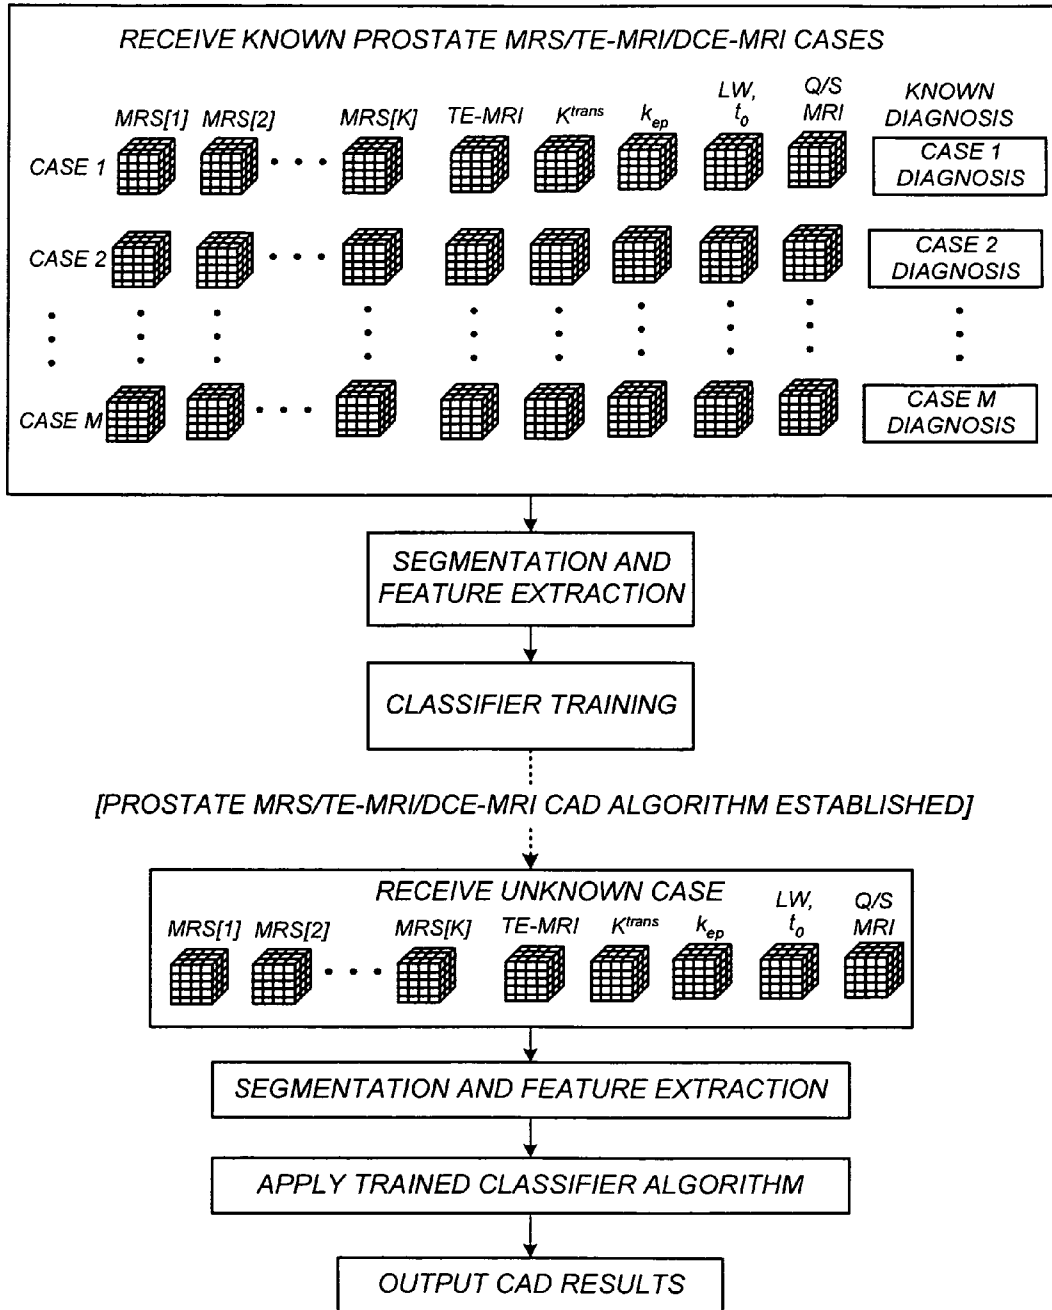 RECEIVE KNOWN PROSTATE MRS/TE-MRI/DCE-MRI CASES
MRS[1] MRS[2] MRS[K] TE-MRI K^trans k_ep LW, t_0 Q/S MRI KNOWN DIAGNOSIS
CASE 1
CASE 1 DIAGNOSIS
CASE 2
CASE 2 DIAGNOSIS
CASE M
CASE M DIAGNOSIS
SEGMENTATION AND
FEATURE EXTRACTION
CLASSIFIER TRAINING
[PROSTATE MRS/TE-MRI/DCE-MRI CAD ALGORITHM ESTABLISHED]
RECEIVE UNKNOWN CASE
MRS[1] MRS[2] MRS[K] TE-MRI K^trans k_ep LW, t_0 Q/S MRI
SEGMENTATION AND FEATURE EXTRACTION
APPLY TRAINED CLASSIFIER ALGORITHM
OUTPUT CAD RESULTS